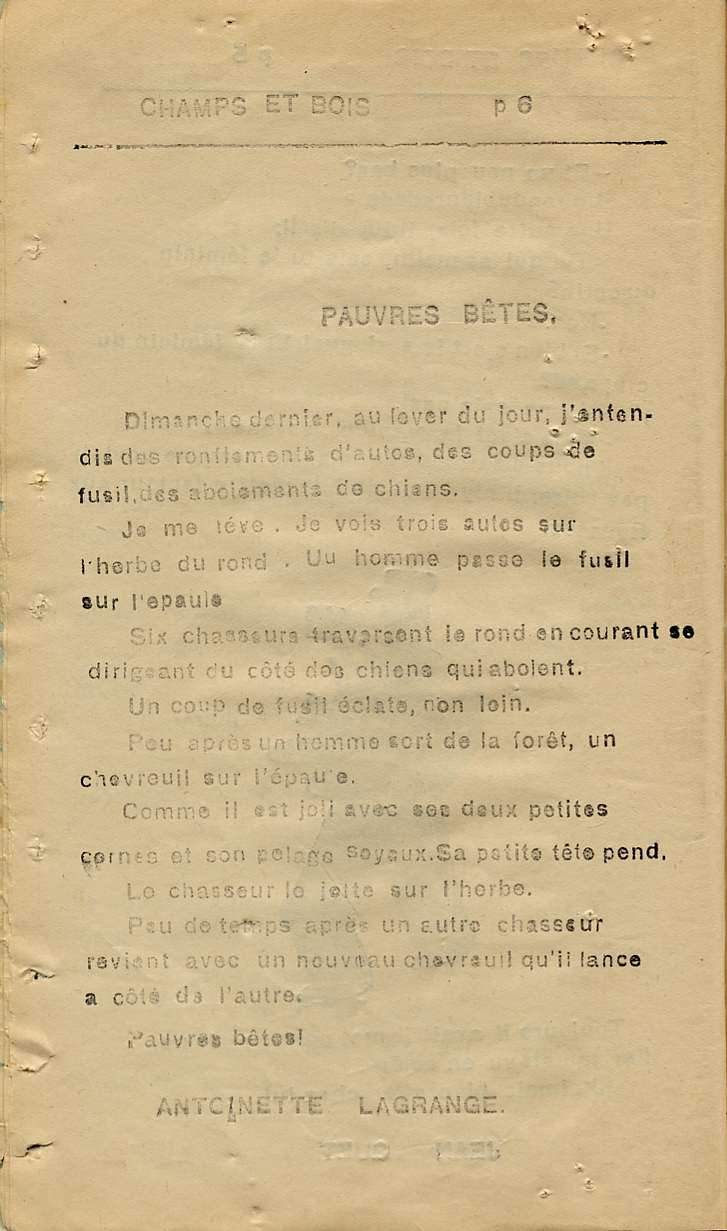 CHAMPS ET BOIS p 6
PAUVRES BÊTES.
Dimanche dernier, au lever du jour, j'enten-
dis des ronflements d'autos, des coups de
fusil,des aboiements de chiens.
Je me léve . Je vois trois autos sur
l'herbe du rond . Uu homme passe le fusil
sur l'epaule
Six chasseurs traversent le rond en courant se
dirigeant du côté des chiens qui aboient.
Un coup de fusil éclate, non loin.
Peu après un homme sort de la forêt, un
chevreuil sur l'épaule.
Comme il est joli avec ses deux petites
cornes et son pelage soyeux.Sa petite tête pend.
Le chasseur le jette sur l'herbe.
Peu de temps après un autre chasseur
revient avec un nouveau chevreuil qu'il lance
a côté de l'autre.
Pauvres bêtes!
ANTOINETTE LAGRANGE.